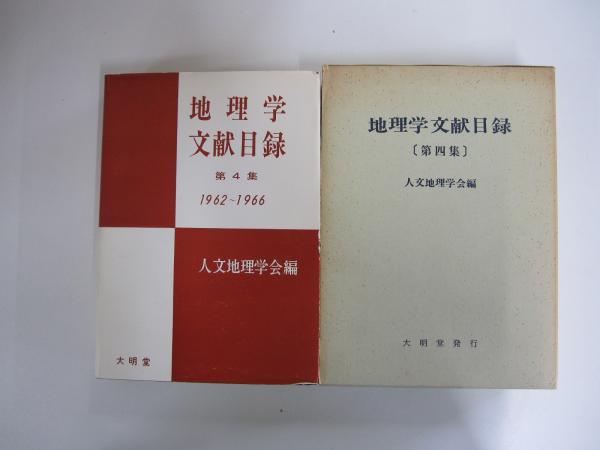 地理学
文献目録
第4集
1962~1966
人文地理学会編
大明堂
地理学文献目録
〔第四集〕
人文地理学会編
大明堂発行